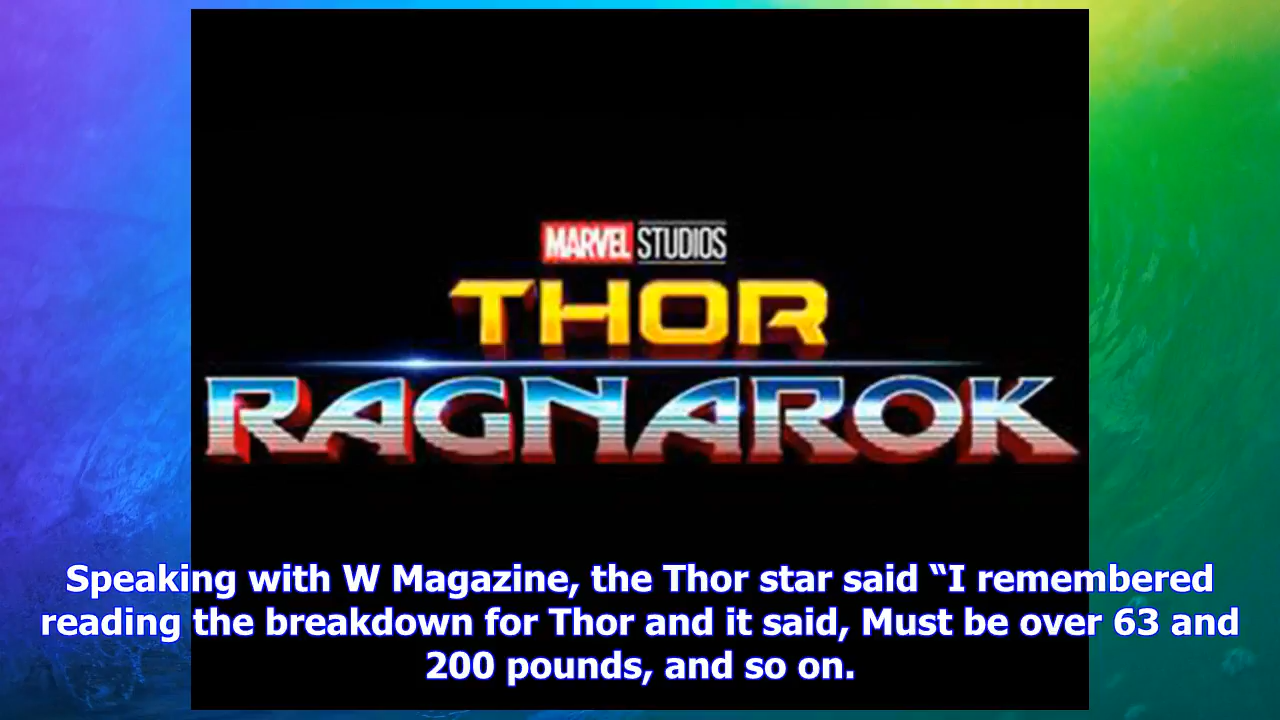 MARVEL STUDIOS
THOR
RAGNAROK
Speaking with W Magazine, the Thor star said “I remembered
reading the breakdown for Thor and it said, Must be over 63 and
200 pounds, and so on.